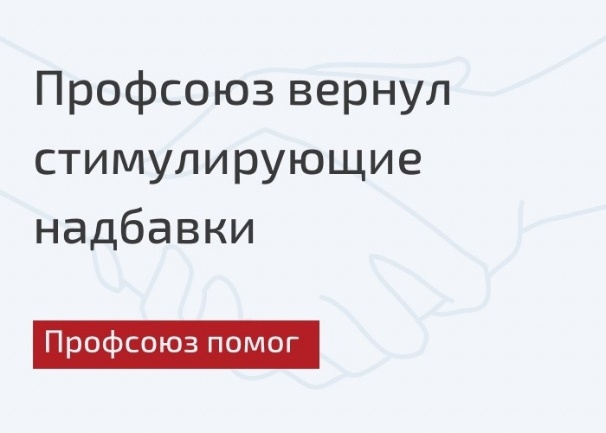 Профсоюз вернул
стимулирующие
надбавки
Профсоюз помог